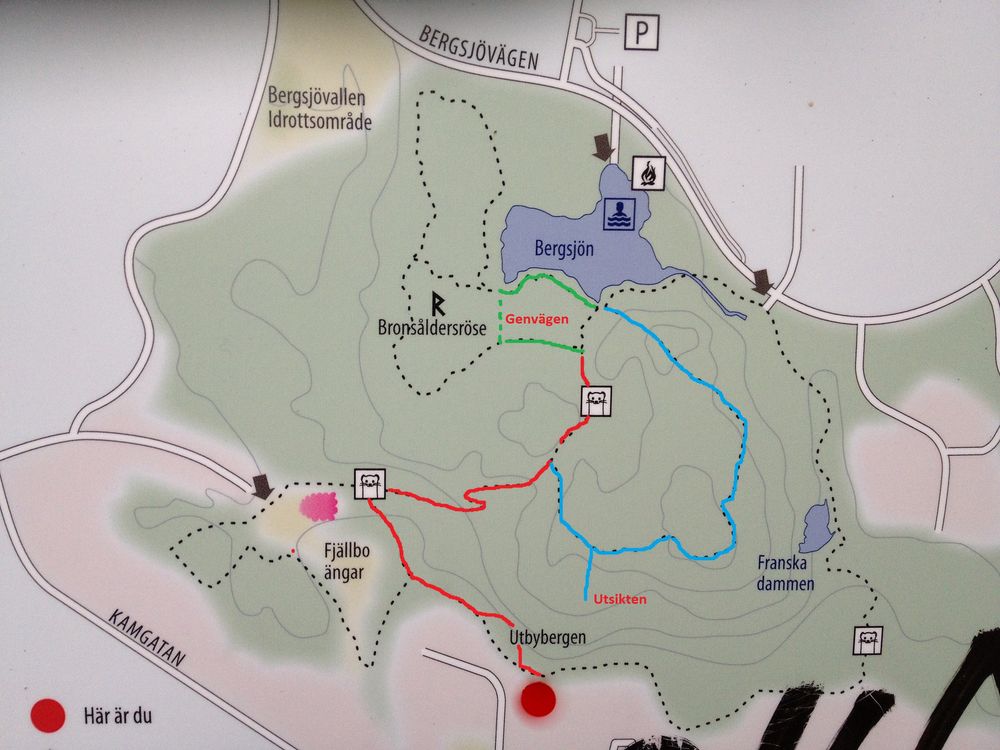 BERGSJÖVÄGEN
P
Bergsjövallen
Idrottsområde
Bergsjön
R
Bronsåldersröse
Genvägen
Fjällbo
ängar
Franska
dammen
Utsikten
Utbybergen
KAMGATAN
Här är du